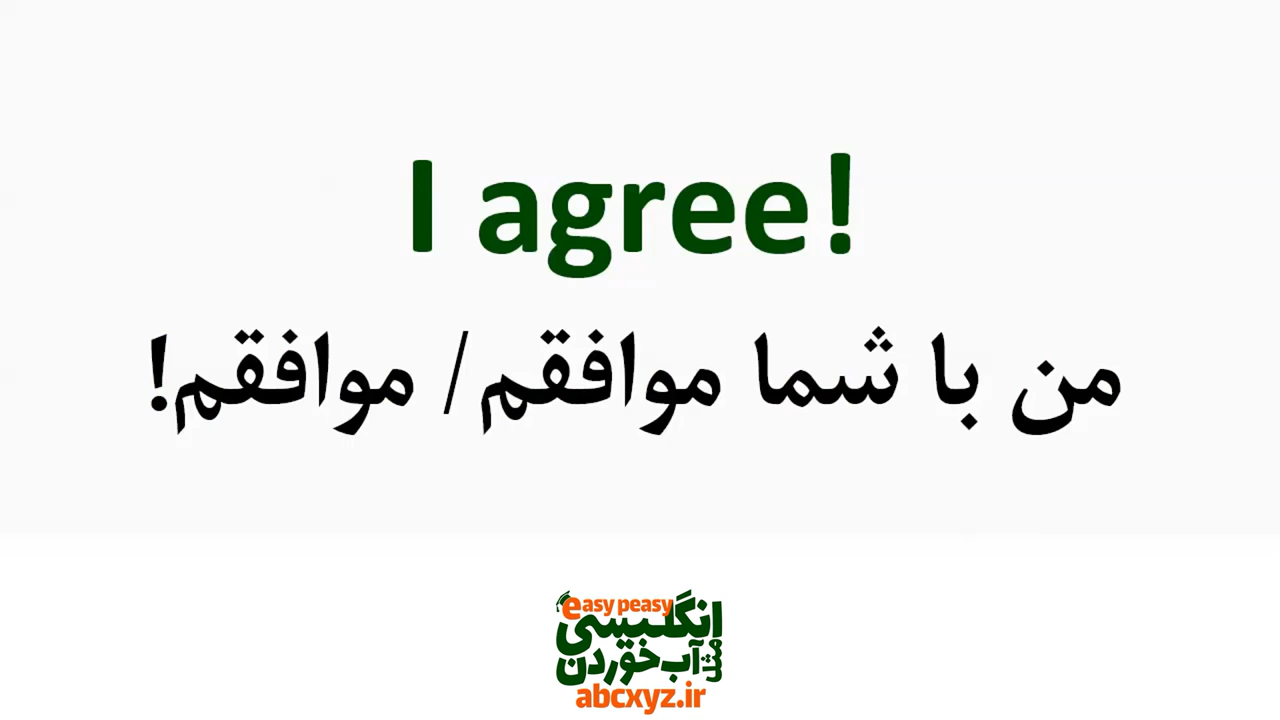 I agree!
من با شما موافقم/ موافقم!
easy peasy
انگلیسی
مثل آب خوردن
abcxyz.ir